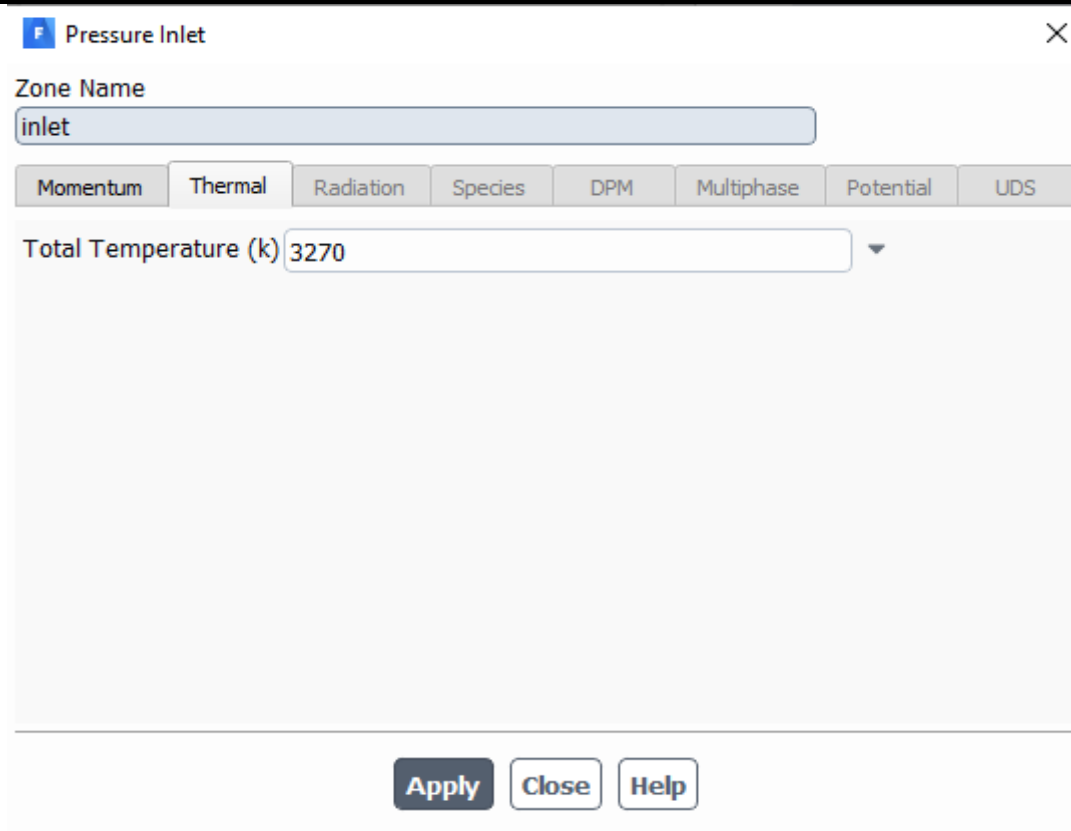 F Pressure Inlet
Zone Name
inlet
Momentum Thermal Radiation Species DPM Multiphase Potential UDS
Total Temperature (k) 3270
Apply Close Help